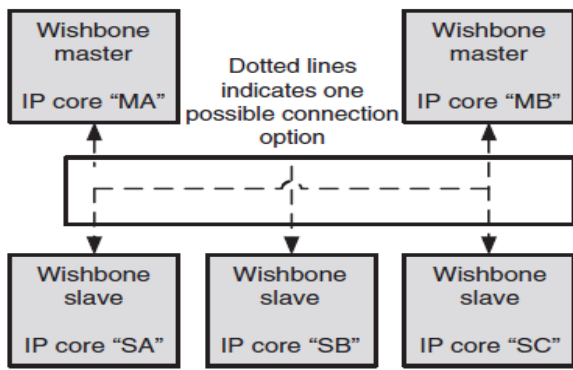 Wishbone
master
IP core “MA”
Dotted lines
indicates one
possible connection
option
Wishbone
master
IP core “MB”
Wishbone
slave
IP core “SA”
Wishbone
slave
IP core “SB”
Wishbone
slave
IP core “SC”